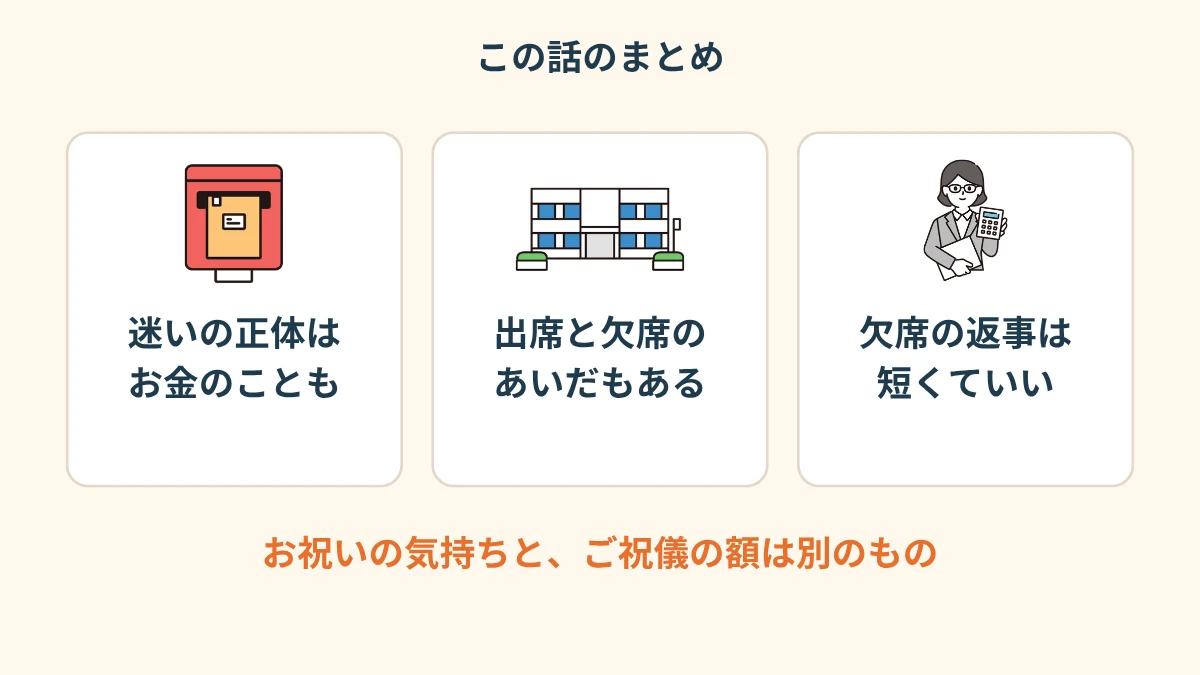 この話のまとめ
迷いの正体は
お金のことも
出席と欠席の
あいだもある
欠席の返事は
短くていい
お祝いの気持ちと、ご祝儀の額は別のもの